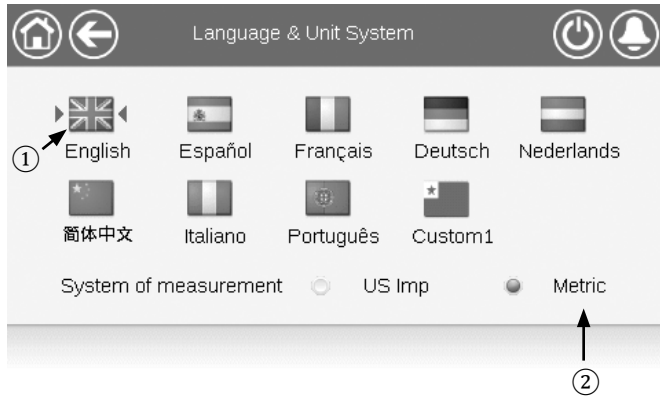 Language & Unit System
①
English Español Français Deutsch Nederlands
简体中文 Italiano Português Custom1
System of measurement US Imp Metric
②